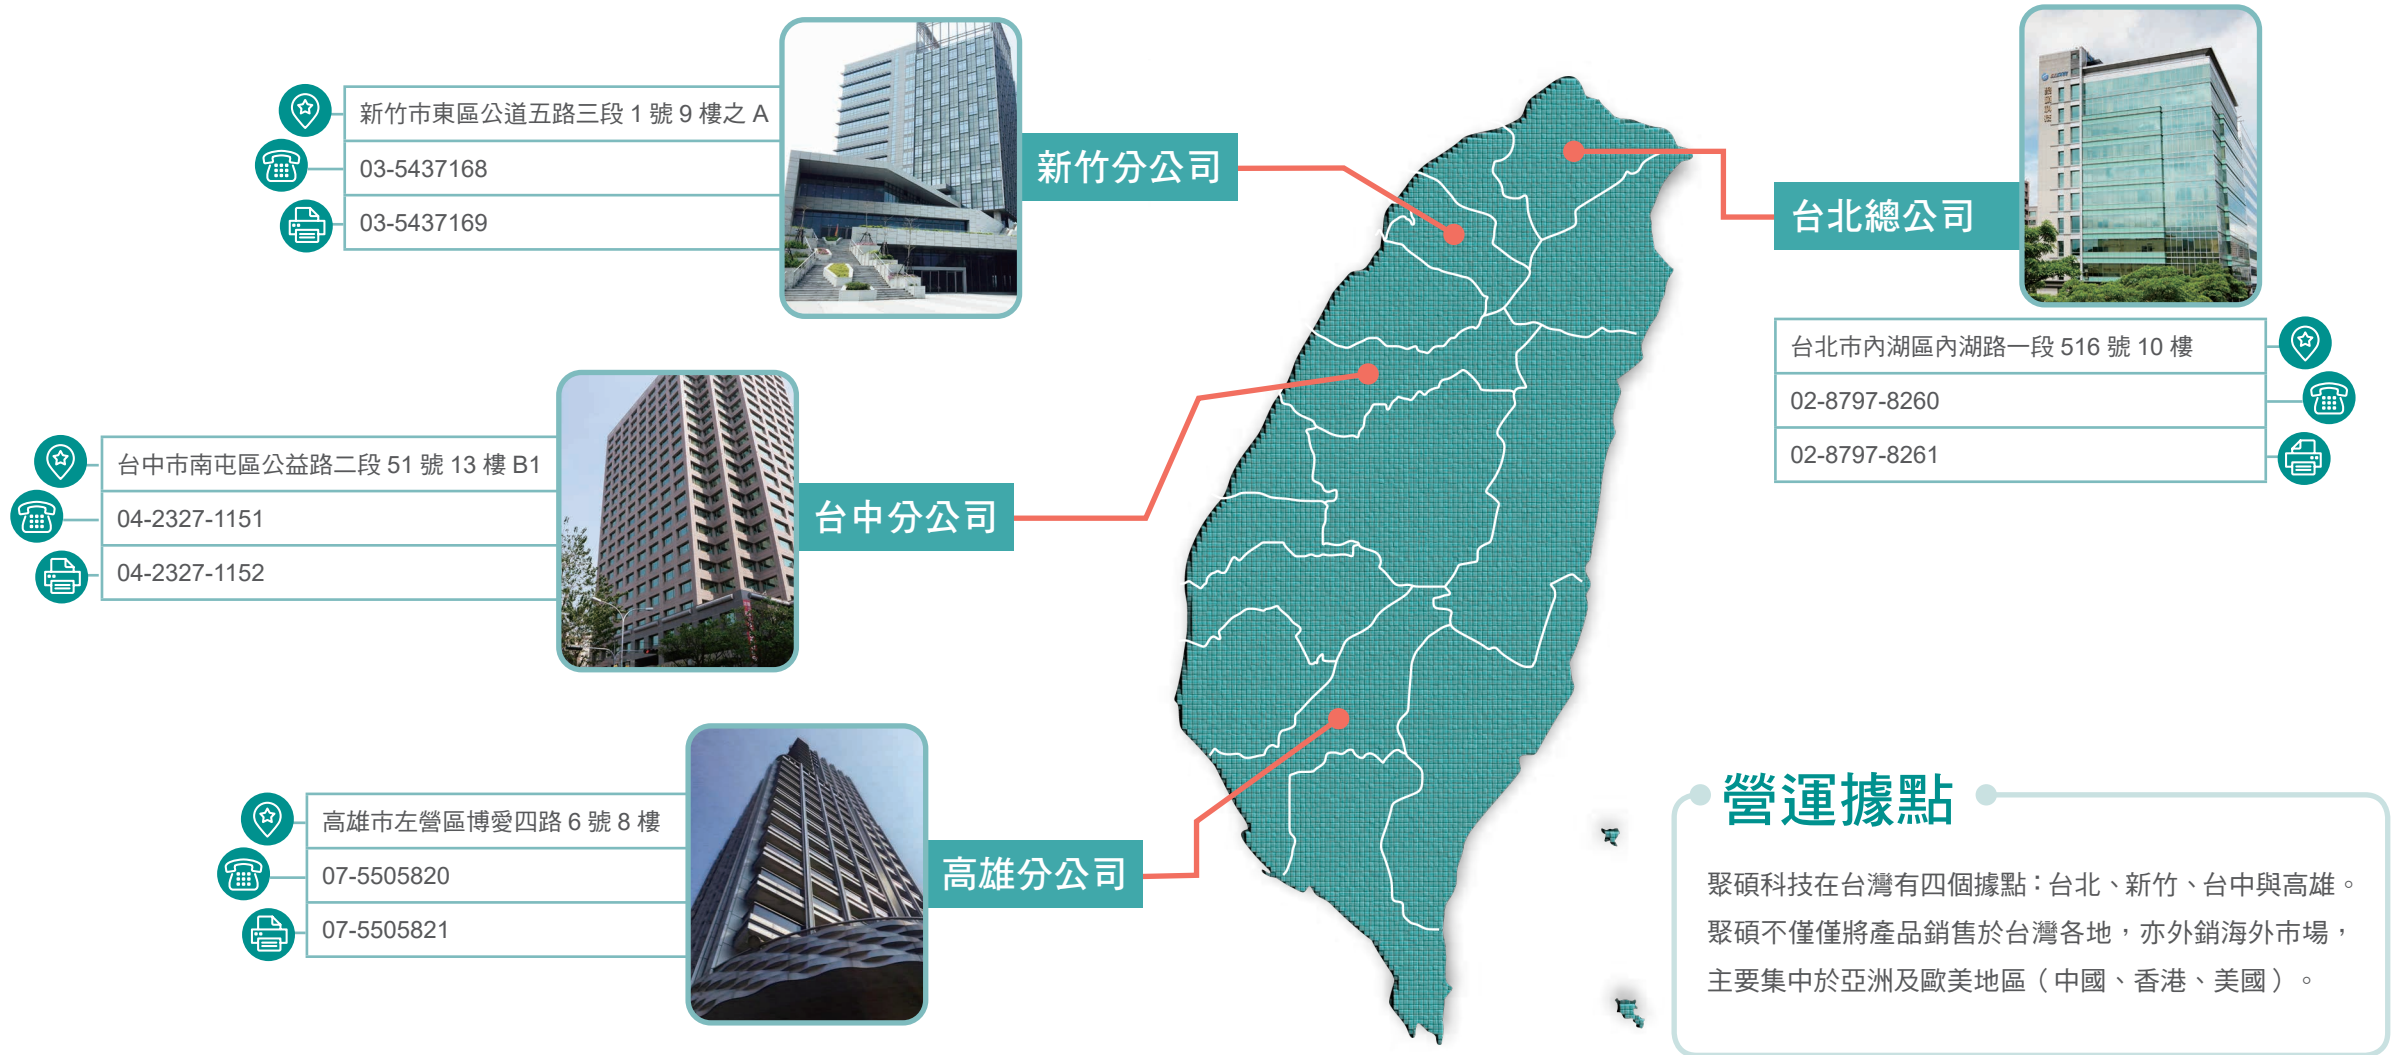 新竹市東區公道五路三段 1 號 9 樓之 A
03-5437168
03-5437169
新竹分公司
台北總公司
台北市內湖區內湖路一段 516 號 10 樓
02-8797-8260
02-8797-8261
台中市南屯區公益路二段 51 號 13 樓 B1
04-2327-1151
04-2327-1152
台中分公司
高雄市左營區博愛四路 6 號 8 樓
07-5505820
07-5505821
高雄分公司
營運據點
聚碩科技在台灣有四個據點：台北、新竹、台中與高雄。
聚碩不僅僅將產品銷售於台灣各地，亦外銷海外市場，
主要集中於亞洲及歐美地區（中國、香港、美國）。